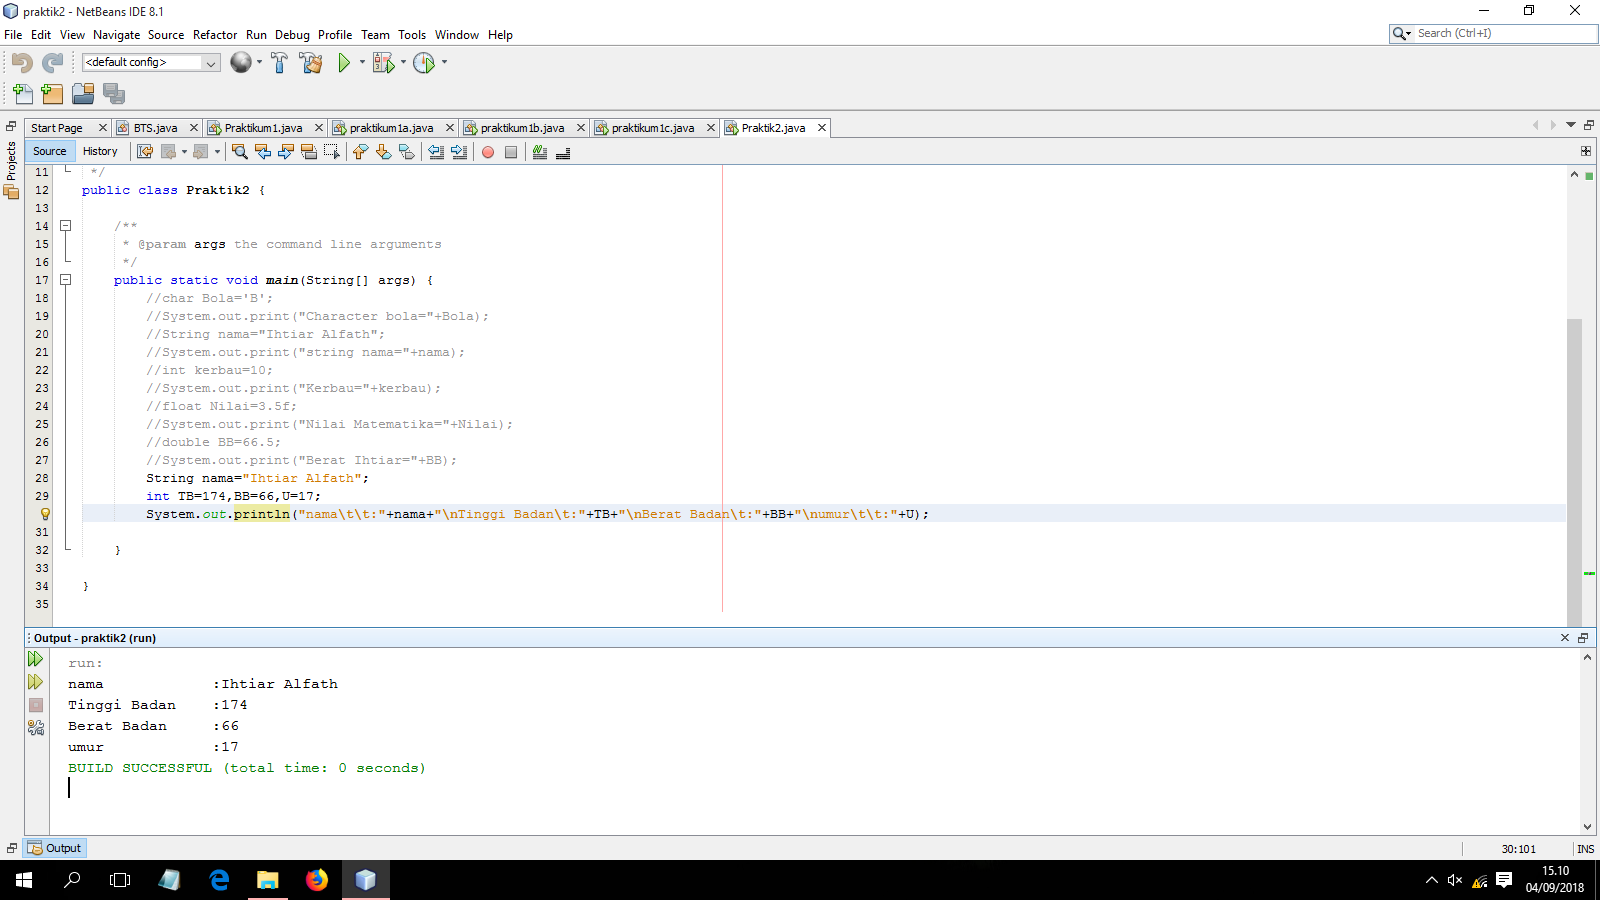 praktik2 - NetBeans IDE 8.1
File Edit View Navigate Source Refactor Run Debug Profile Team Tools Window Help
Search (Ctrl+I)
<default config>
Start Page BTS.java Praktikum1.java praktikum1a.java praktikum1b.java praktikum1c.java Praktik2.java
Projects
Source History
11 */
12 public class Praktik2 {
13
14 /**
15 * @param args the command line arguments
16 */
17 public static void main(String[] args) {
18 //char Bola='B';
19 //System.out.print("Character bola="+Bola);
20 //String nama="Ihtiar Alfath";
21 //System.out.print("string nama="+nama);
22 //int kerbau=10;
23 //System.out.print("Kerbau="+kerbau);
24 //float Nilai=3.5f;
25 //System.out.print("Nilai Matematika="+Nilai);
26 //double BB=66.5;
27 //System.out.print("Berat Ihtiar="+BB);
28 String nama="Ihtiar Alfath";
29 int TB=174,BB=66,U=17;
System.out.println("nama\t\t:"+nama+"\nTinggi Badan\t:"+TB+"\nBerat Badan\t:"+BB+"\numur\t\t:"+U);
31
32 }
33
34 }
35
Output - praktik2 (run)
run:
nama :Ihtiar Alfath
Tinggi Badan :174
Berat Badan :66
umur :17
BUILD SUCCESSFUL (total time: 0 seconds)
Output
30:101 INS
15.10
04/09/2018